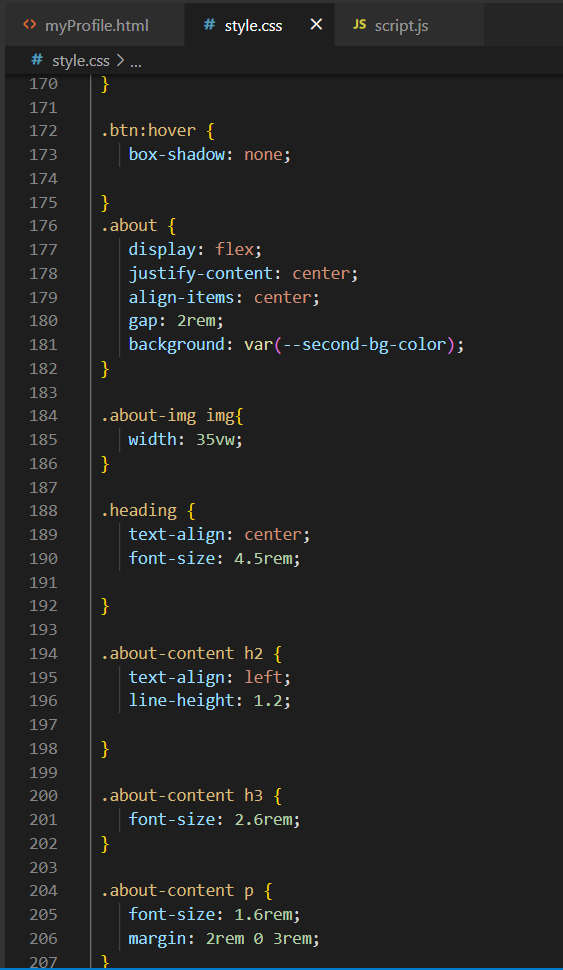 <> myProfile.html # style.css × JS script.js
# style.css > ...
170 }
171
172 .btn:hover {
173 box-shadow: none;
174
175 }
176 .about {
177 display: flex;
178 justify-content: center;
179 align-items: center;
180 gap: 2rem;
181 background: var(--second-bg-color);
182 }
183
184 .about-img img{
185 width: 35vw;
186 }
187
188 .heading {
189 text-align: center;
190 font-size: 4.5rem;
191
192 }
193
194 .about-content h2 {
195 text-align: left;
196 line-height: 1.2;
197
198 }
199
200 .about-content h3 {
201 font-size: 2.6rem;
202 }
203
204 .about-content p {
205 font-size: 1.6rem;
206 margin: 2rem 0 3rem;
207 }